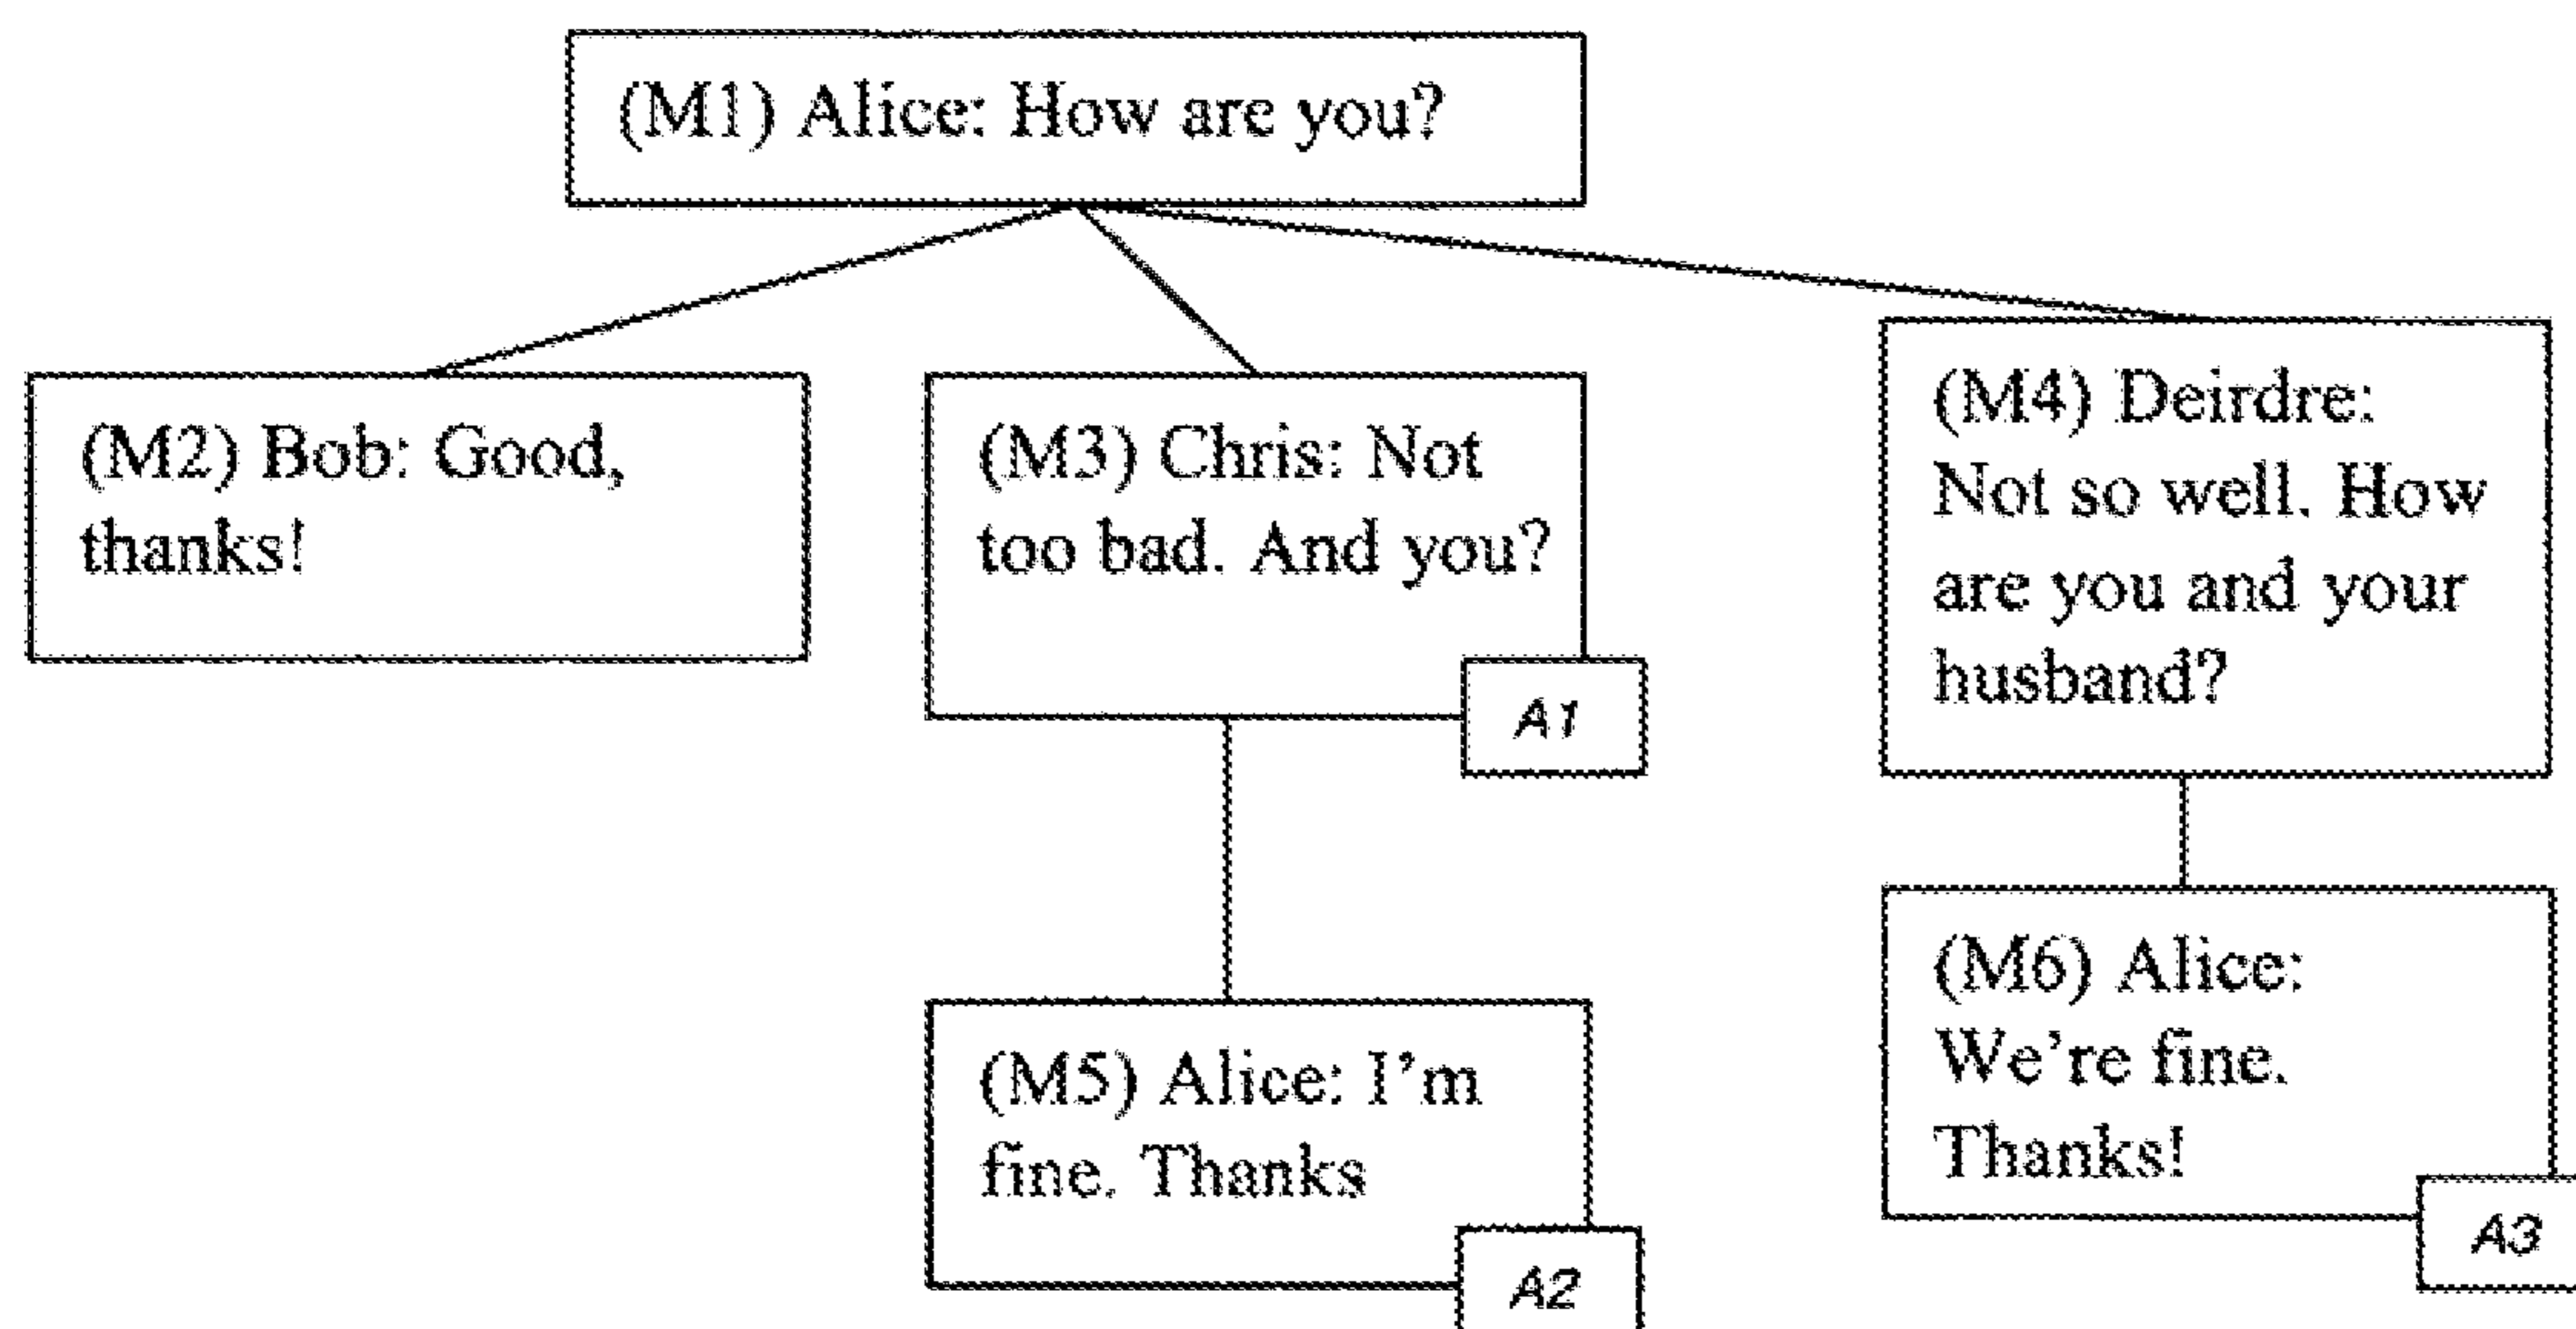 (M1) Alice: How are you?
(M2) Bob: Good,
thanks!
(M3) Chris: Not
too bad. And you?
A1
(M4) Deirdre:
Not so well. How
are you and your
husband?
(M5) Alice: I'm
fine. Thanks
A2
(M6) Alice:
We're fine.
Thanks!
A3